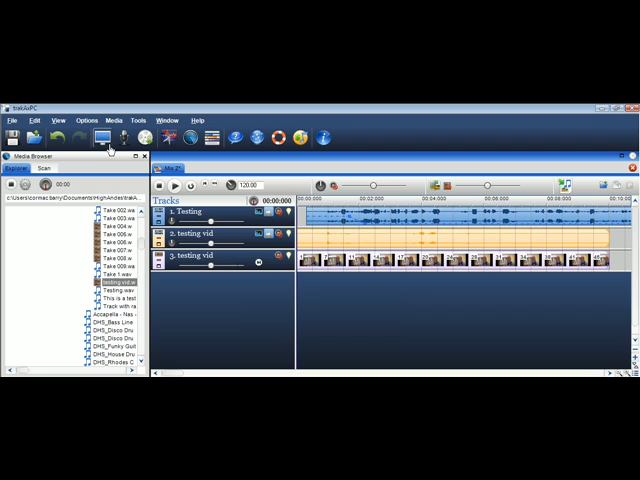 trakAxPC
File Edit View Options Media Tools Window Help
Media Browser
Explorer Scan
Mix 2*
00:00
120.00
c:\Users\cormac.barry\Documents\HighAndes\trakA...
Tracks
00:00:000
00:00:000
00:02:000
00:04:000
00:06:000
00:08:000
00:10:00
Take 002.wa
Take 003.wa
Take 004.w
Take 005.w
Take 006.w
Take 007.w
Take 008.w
Take 009.wa
Take 1.wav
testing vid.w
Testing.wav
This is a test
Track with ra
Accapella - Nas -
DHS_Bass Line
DHS_Disco Dru
DHS_Disco Dru
DHS_Funky Guit
DHS_House Dru
DHS_Rhodes C
1. Testing
2. testing vid
3. testing vid